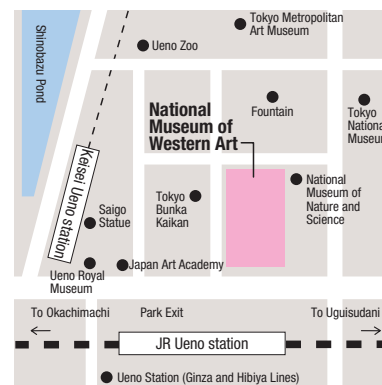 Tokyo Metropolitan
Art Museum
Ueno Zoo
Shinobazu Pond
National
Museum of
Western Art
Fountain
Tokyo
National
Museum
Keisei Ueno station
Saigo
Statue
Tokyo
Bunka
Kaikan
National
Museum of
Nature and
Science
Ueno Royal
Museum
Japan Art Academy
To Okachimachi
Park Exit
To Uguisudani
JR Ueno station
Ueno Station (Ginza and Hibiya Lines)